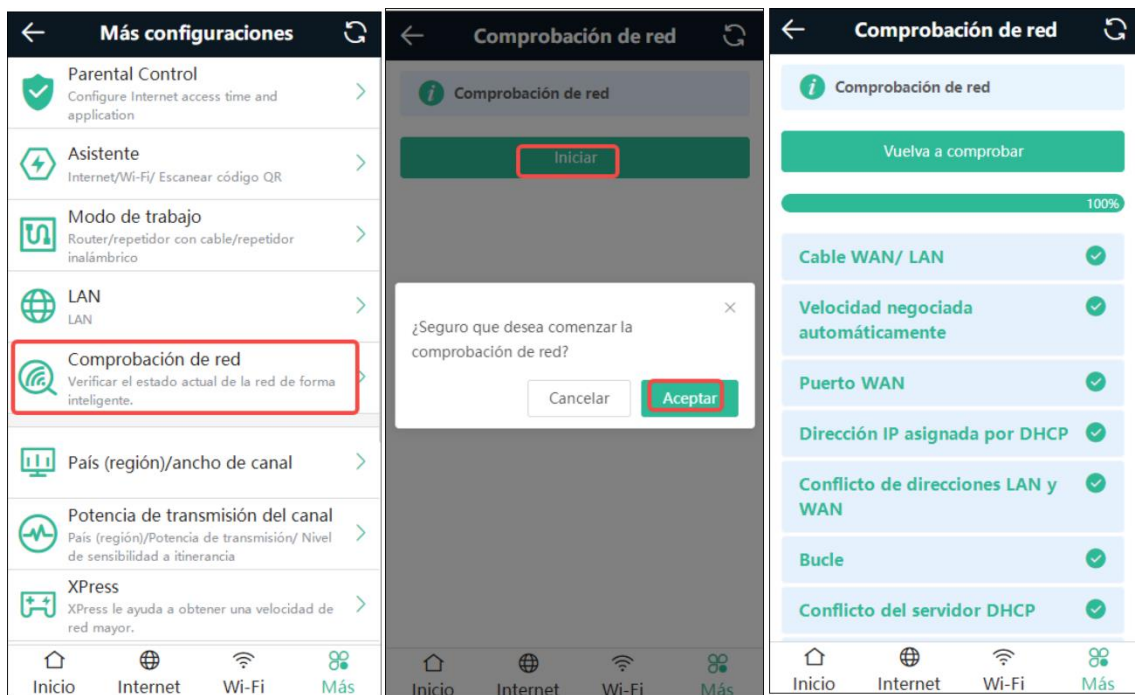 Más configuraciones
Parental Control
Configure Internet access time and
application
Asistente
Internet/Wi-Fi/ Escanear código QR
Modo de trabajo
Router/repetidor con cable/repetidor
inalámbrico
LAN
LAN
Comprobación de red
Verificar el estado actual de la red de forma
inteligente.
País (región)/ancho de canal
Potencia de transmisión del canal
País (región)/Potencia de transmisión/ Nivel
de sensibilidad a itinerancia
XPress
XPress le ayuda a obtener una velocidad de
red mayor.
Inicio Internet Wi-Fi Más
Comprobación de red
Comprobación de red
Iniciar
¿Seguro que desea comenzar la
comprobación de red?
Cancelar Aceptar
Inicio Internet Wi-Fi Más
Comprobación de red
Comprobación de red
Vuelva a comprobar
100%
Cable WAN/ LAN
Velocidad negociada
automáticamente
Puerto WAN
Dirección IP asignada por DHCP
Conflicto de direcciones LAN y
WAN
Bucle
Conflicto del servidor DHCP
Inicio Internet Wi-Fi Más